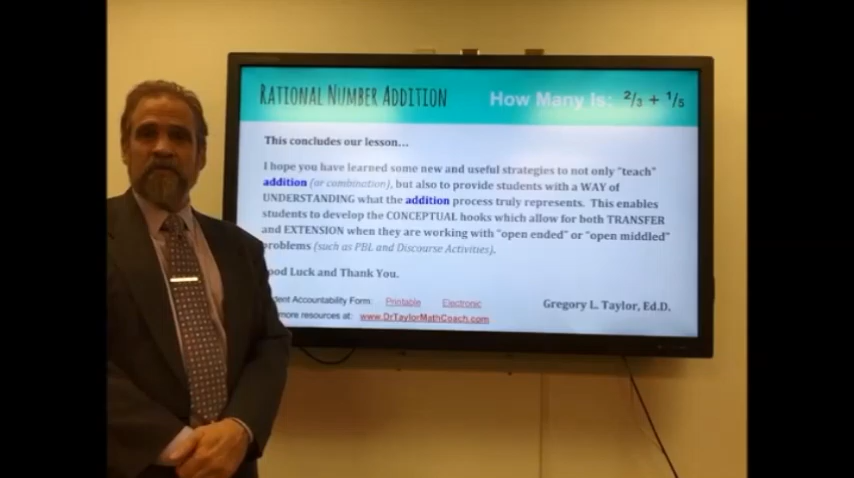 RATIONAL NUMBER ADDITION
How Many Is: 2/3 + 1/5
This concludes our lesson...
I hope you have learned some new and useful strategies to not only "teach"
addition (or combination), but also to provide students with a WAY of
UNDERSTANDING what the addition process truly represents. This enables
students to develop the CONCEPTUAL hooks which allow for both TRANSFER
and EXTENSION when they are working with "open ended" or "open middled"
problems (such as PBL and Discourse Activities).
ood Luck and Thank You.
dent Accountability Form: Printable Electronic
more resources at: www.DrTaylorMathCoach.com
Gregory L. Taylor, Ed.D.